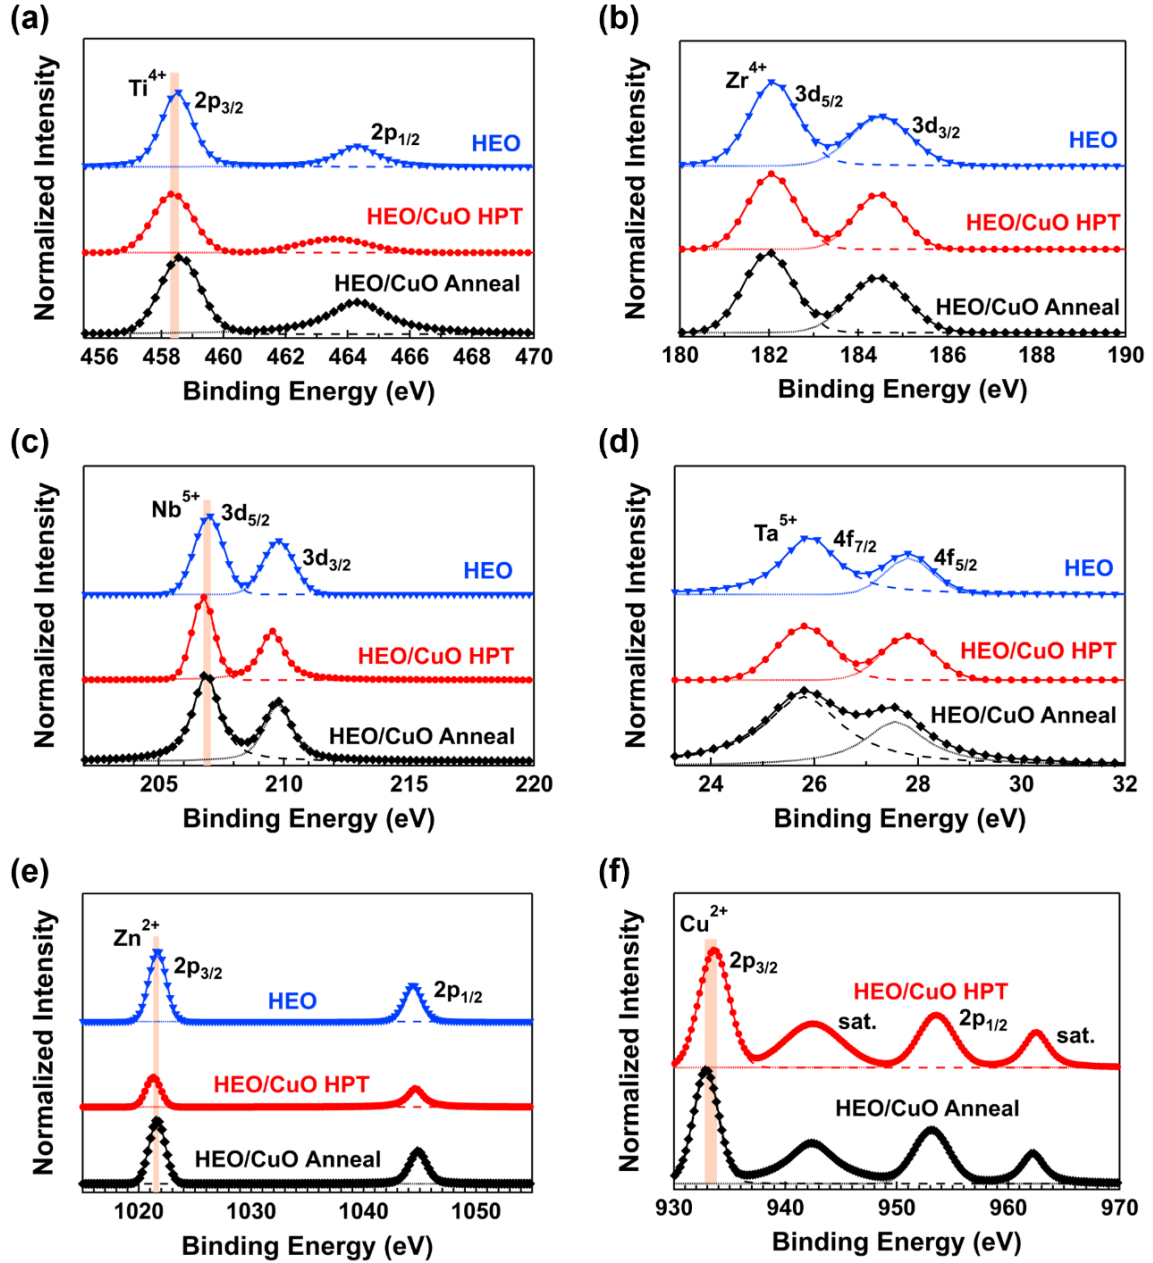 (a)
Normalized Intensity
Ti4+
2p3/2
2p1/2
HEO
HEO/CuO HPT
HEO/CuO Anneal
456 458 460 462 464 466 468 470
Binding Energy (eV)
(b)
Normalized Intensity
Zr4+
3d5/2
3d3/2
HEO
HEO/CuO HPT
HEO/CuO Anneal
180 182 184 186 188 190
Binding Energy (eV)
(c)
Normalized Intensity
Nb5+
3d5/2
3d3/2
HEO
HEO/CuO HPT
HEO/CuO Anneal
205 210 215 220
Binding Energy (eV)
(d)
Normalized Intensity
Ta5+
4f7/2
4f5/2
HEO
HEO/CuO HPT
HEO/CuO Anneal
24 26 28 30 32
Binding Energy (eV)
(e)
Normalized Intensity
Zn2+
2p3/2
2p1/2
HEO
HEO/CuO HPT
HEO/CuO Anneal
1020 1030 1040 1050
Binding Energy (eV)
(f)
Normalized Intensity
Cu2+
2p3/2
HEO/CuO HPT
sat.
2p1/2
sat.
HEO/CuO Anneal
930 940 950 960 970
Binding Energy (eV)